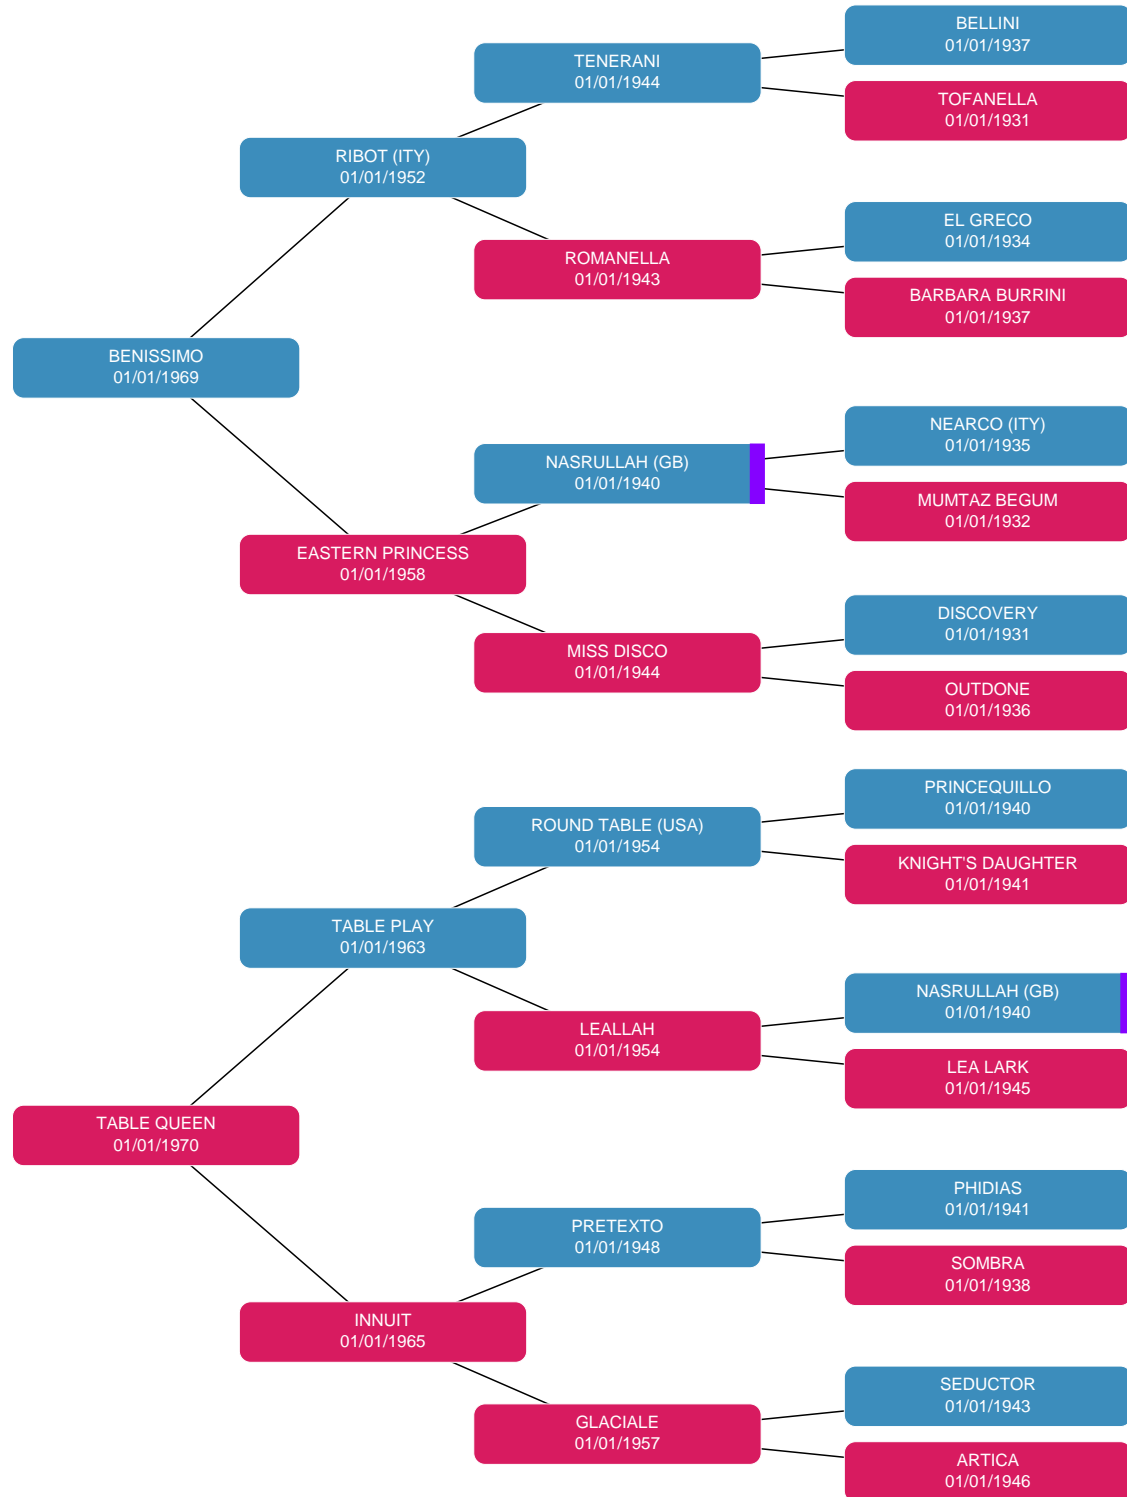 BELLINI
01/01/1937
TENERANI
01/01/1944
TOFANELLA
01/01/1931
RIBOT (ITY)
01/01/1952
EL GRECO
01/01/1934
ROMANELLA
01/01/1943
BARBARA BURRINI
01/01/1937
BENISSIMO
01/01/1969
NEARCO (ITY)
01/01/1935
NASRULLAH (GB)
01/01/1940
MUMTAZ BEGUM
01/01/1932
EASTERN PRINCESS
01/01/1958
DISCOVERY
01/01/1931
MISS DISCO
01/01/1944
OUTDONE
01/01/1936
PRINCEQUILLO
01/01/1940
ROUND TABLE (USA)
01/01/1954
KNIGHT'S DAUGHTER
01/01/1941
TABLE PLAY
01/01/1963
NASRULLAH (GB)
01/01/1940
LEALLAH
01/01/1954
LEA LARK
01/01/1945
TABLE QUEEN
01/01/1970
PHIDIAS
01/01/1941
PRETEXTO
01/01/1948
SOMBRA
01/01/1938
INNUIT
01/01/1965
SEDUCTOR
01/01/1943
GLACIALE
01/01/1957
ARTICA
01/01/1946